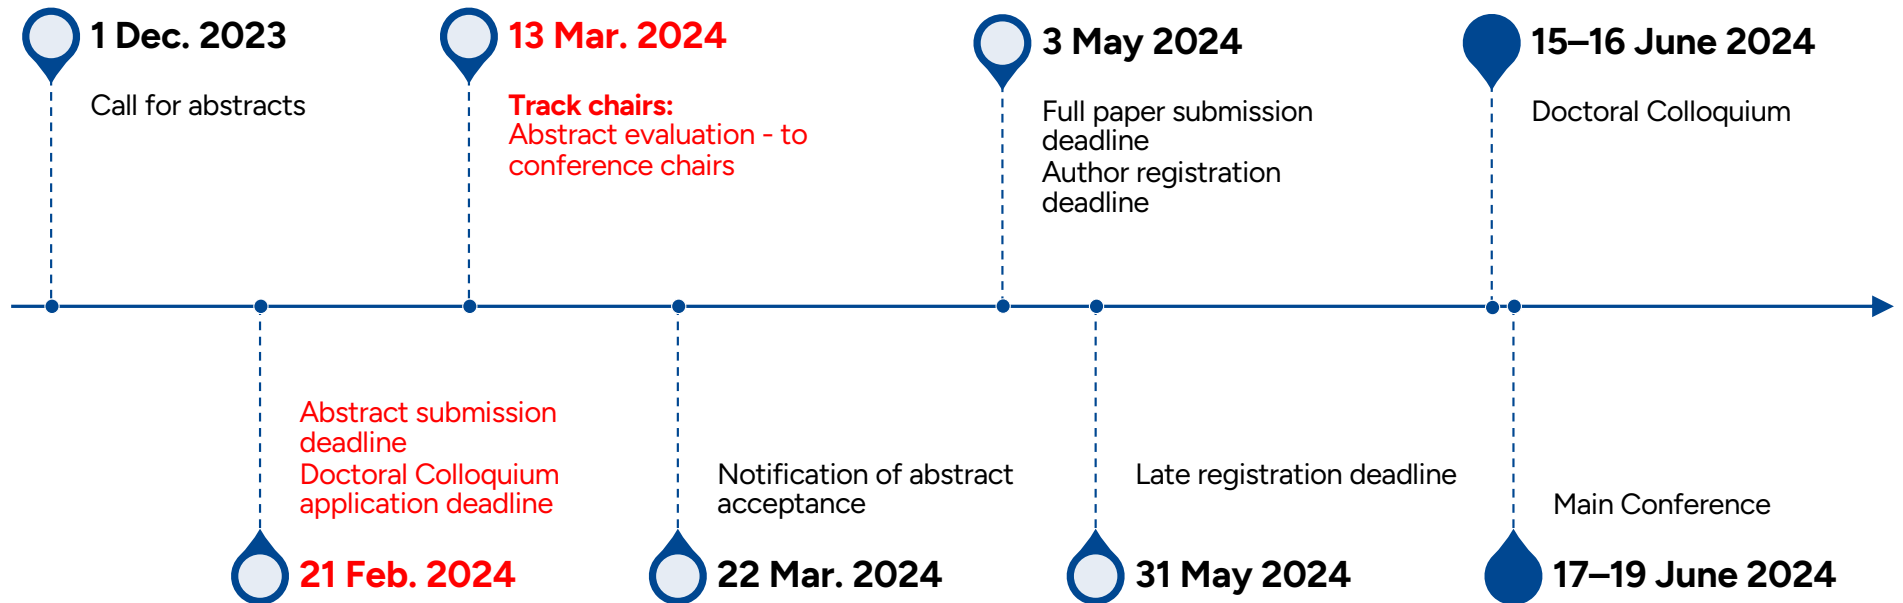 1 Dec. 2023
Call for abstracts
13 Mar. 2024
Track chairs:
Abstract evaluation - to
conference chairs
3 May 2024
Full paper submission
deadline
Author registration
deadline
15–16 June 2024
Doctoral Colloquium
Abstract submission
deadline
Doctoral Colloquium
application deadline
21 Feb. 2024
Notification of abstract
acceptance
22 Mar. 2024
Late registration deadline
31 May 2024
Main Conference
17–19 June 2024